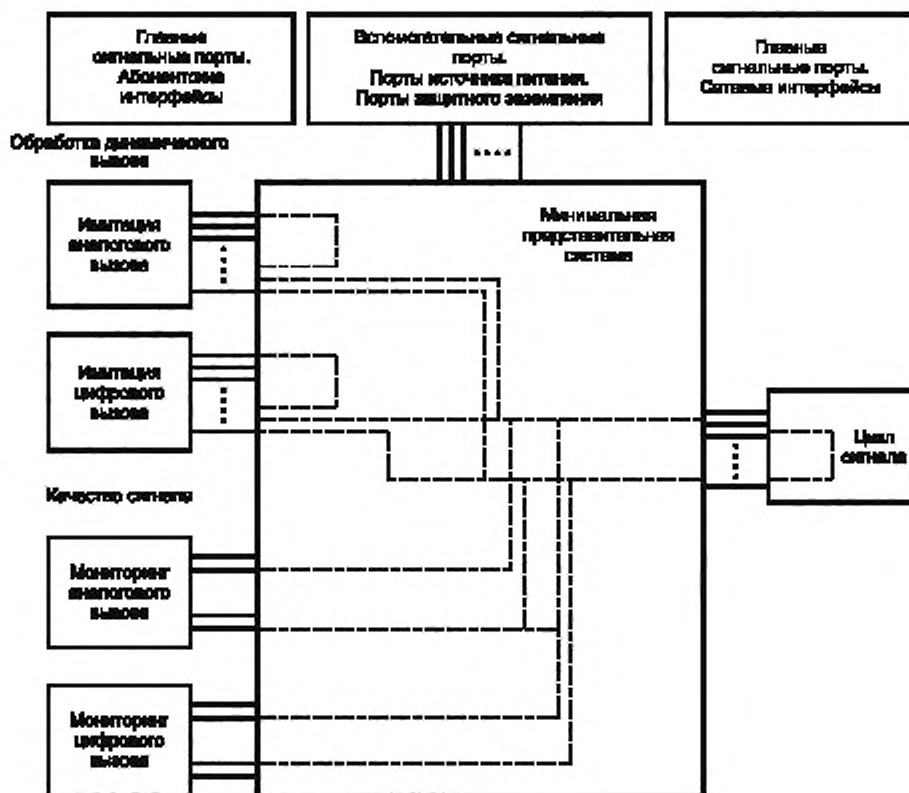 Главные
сигнальные порты.
Абонентские
интерфейсы
Вспомогательные сигнальные
порты.
Порты источника питания.
Порты защитного заземления
Главные
сигнальные порты.
Сетевые интерфейсы
Обработка динамического
вызова
Имитация
аналогового
вызова
Минимальная
представительная
система
Имитация
цифрового
вызова
Цикл
сигнала
Качество сигнала
Мониторинг
аналогового
вызова
Мониторинг
цифрового
вызова